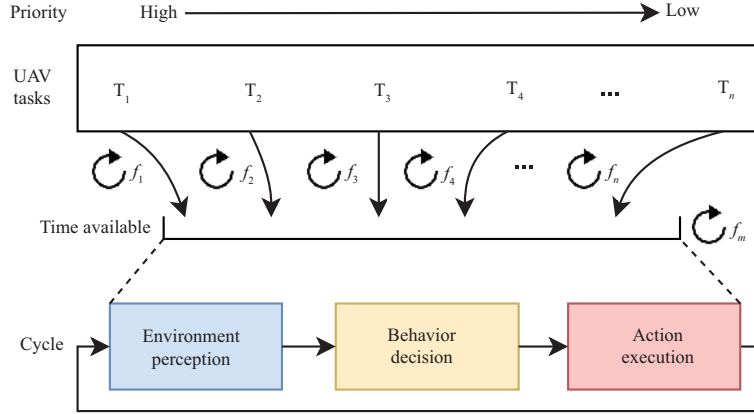 Priority High Low
UAV
tasks
T₁ T₂ T₃ T₄ ... Tₙ
f₁ f₂ f₃ f₄ ... fₙ
Time available fₘ
Cycle
Environment
perception
Behavior
decision
Action
execution